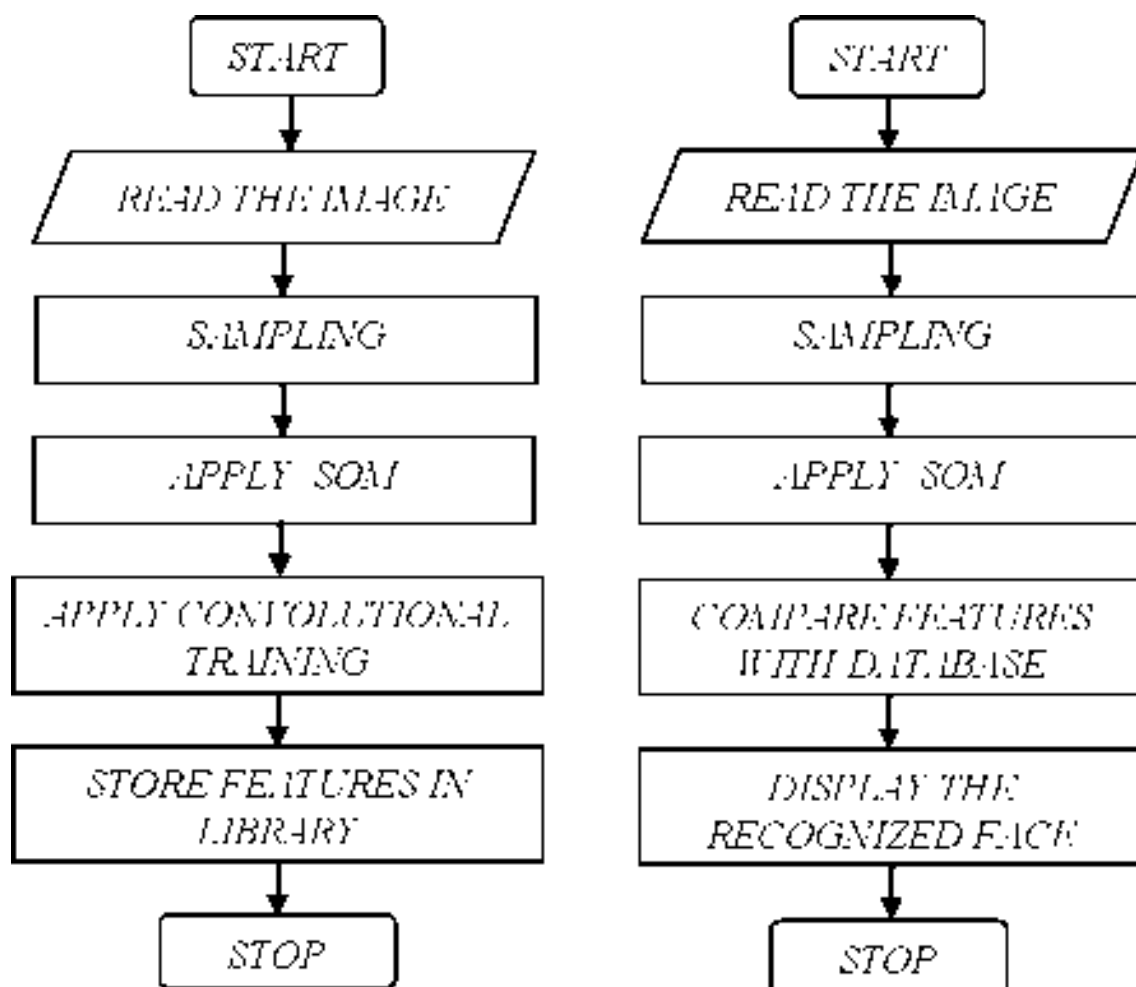 START
READ THE IMAGE
SAMPLING
APPLY SOM
APPLY CONVOLUTIONAL
TRAINING
STORE FEATURES IN
LIBRARY
STOP
START
READ THE IMAGE
SAMPLING
APPLY SOM
COMPARE FEATURES
WITH DATABASE
DISPLAY THE
RECOGNIZED FACE
STOP